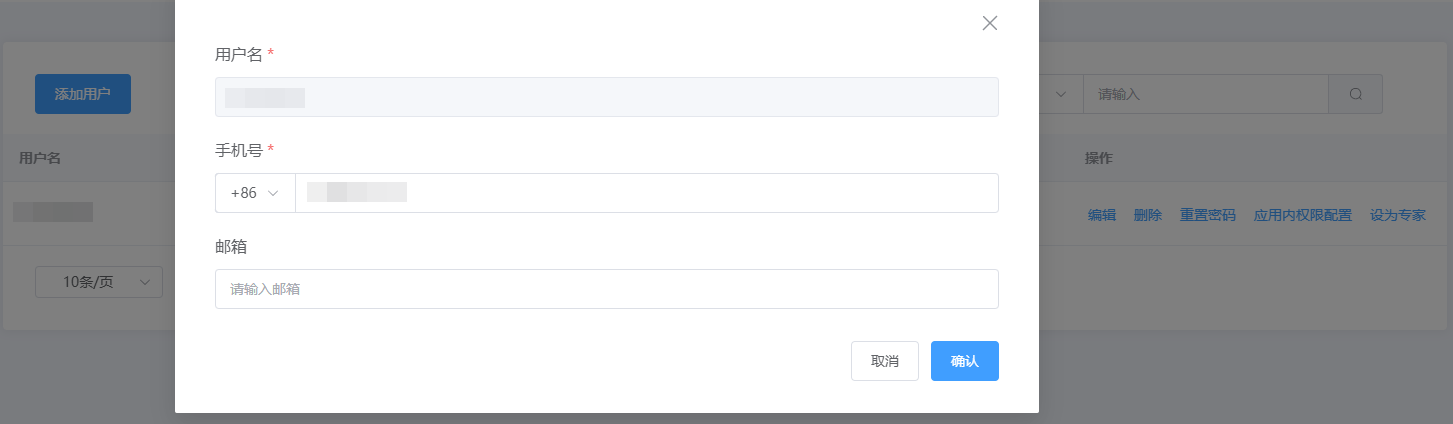 用户名 *
添加用户
请输入
手机号 *
用户名
操作
+86
编辑 删除 重置密码 应用内权限配置 设为专家
邮箱
10条/页
请输入邮箱
取消 确认